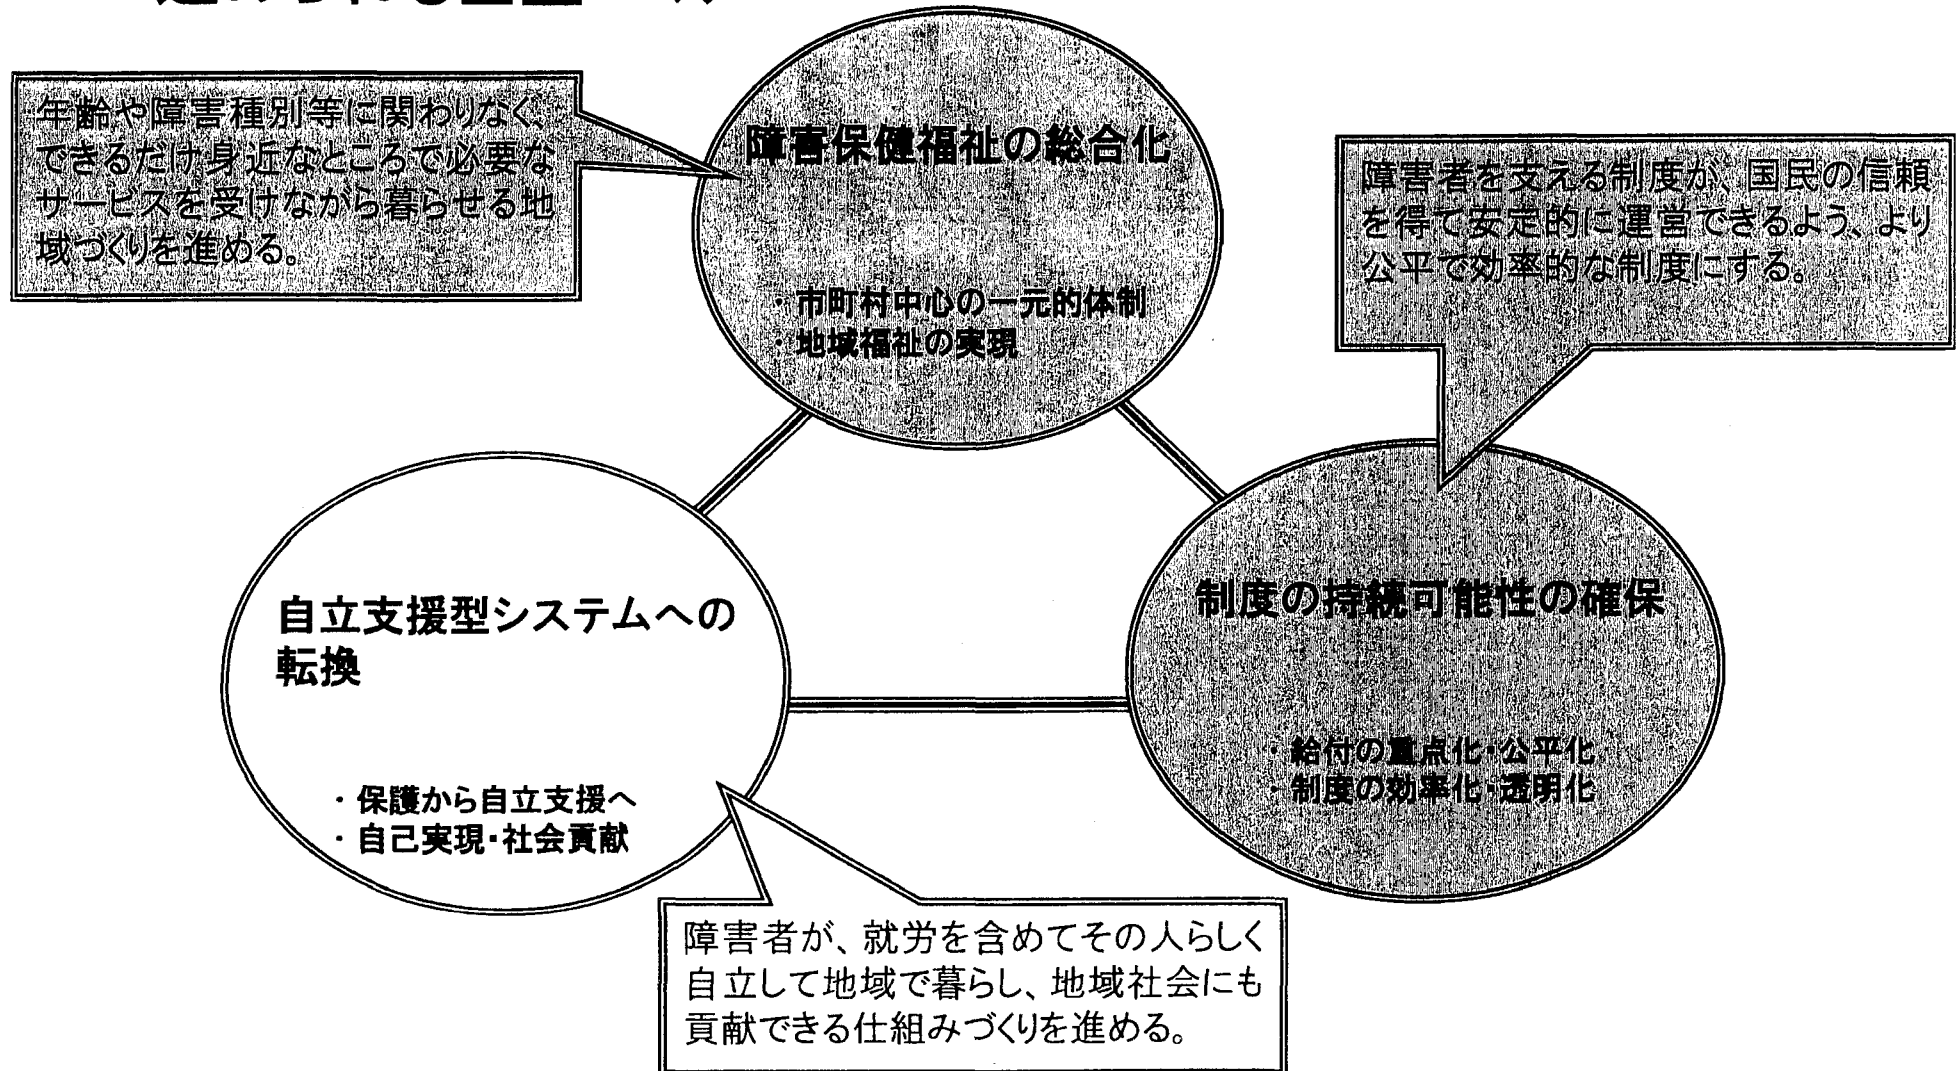 年齢や障害種別等に関わりなく、
できるだけ身近なところで必要な
サービスを受けながら暮らせる地
域づくりを進める。
障害保健福祉の総合化
・市町村中心の一元的体制
・地域福祉の実現
障害者を支える制度が、国民の信頼
を得て安定的に運営できるよう、より
公平で効率的な制度にする。
自立支援型システムへの
転換
・保護から自立支援へ
・自己実現・社会貢献
制度の持続可能性の確保
・給付の重点化・公平化
・制度の効率化・透明化
障害者が、就労を含めてその人らしく
自立して地域で暮らし、地域社会にも
貢献できる仕組みづくりを進める。